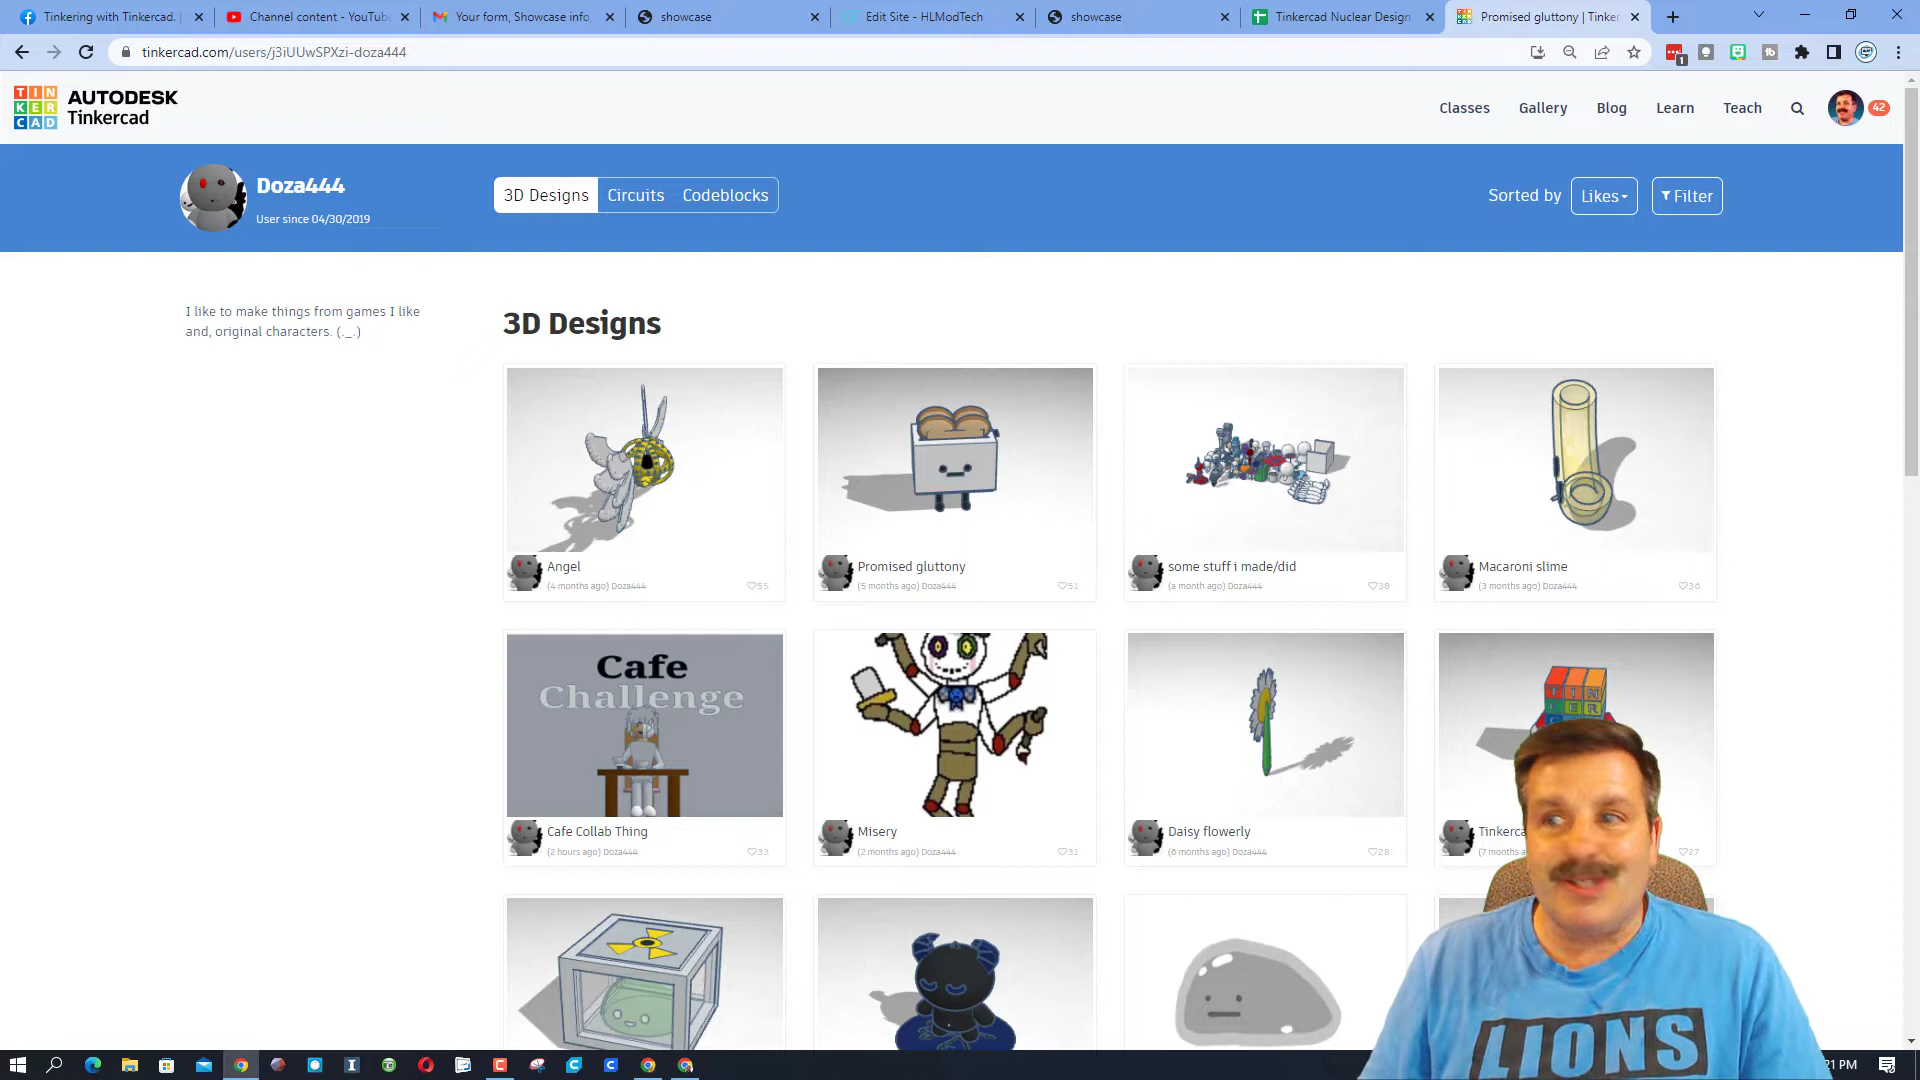 Tinkering with Tinkercad.
Channel content - YouTube
Your form, Showcase info
showcase
Edit Site - HLModTech
showcase
Tinkercad Nuclear Design
Promised gluttony | Tinker
tinkercad.com/users/j3iUUwSPXzi-doza444
1
TIN
KER
CAD
AUTODESK
Tinkercad
Classes
Gallery
Blog
Learn
Teach
42
Doza444
User since 04/30/2019
3D Designs
Circuits
Codeblocks
Sorted by
Likes
Filter
I like to make things from games I like
and, original characters. (._.)
3D Designs
Angel
(4 months ago) Doza444
55
Promised gluttony
(5 months ago) Doza444
51
some stuff i made/did
(a month ago) Doza444
38
Macaroni slime
(3 months ago) Doza444
36
Cafe
Challenge
TIN
KER
Cafe Collab Thing
(2 hours ago) Doza444
33
Misery
(2 months ago) Doza444
31
Daisy flowerly
(6 months ago) Doza444
28
Tinkerca
(7 mo
27
LIONS
21 PM